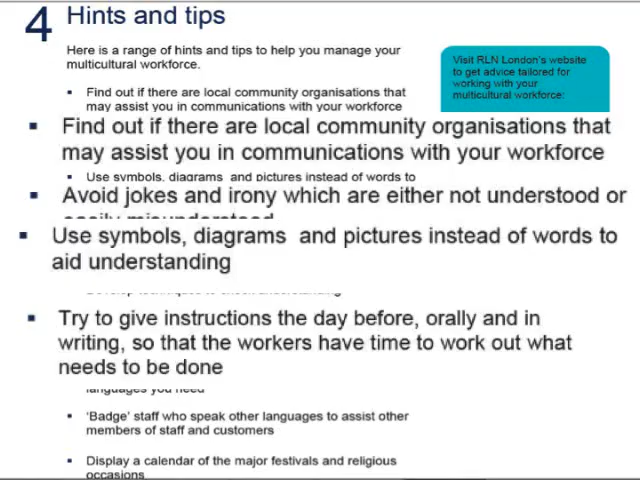 4 Hints and tips
Here is a range of hints and tips to help you manage your
multicultural workforce.
Visit RLN London's website
to get advice tailored for
working with your
multicultural workforce:
▪ Find out if there are local community organisations that
may assist you in communications with your workforce
▪ Find out if there are local community organisations that
may assist you in communications with your workforce
▪ Use symbols, diagrams and pictures instead of words to
▪ Avoid jokes and irony which are either not understood or
easily misunderstood
▪ Use symbols, diagrams and pictures instead of words to
aid understanding
Develop techniques to check understanding
▪ Try to give instructions the day before, orally and in
writing, so that the workers have time to work out what
needs to be done
languages you need
▪ 'Badge' staff who speak other languages to assist other
members of staff and customers
▪ Display a calendar of the major festivals and religious
occasions